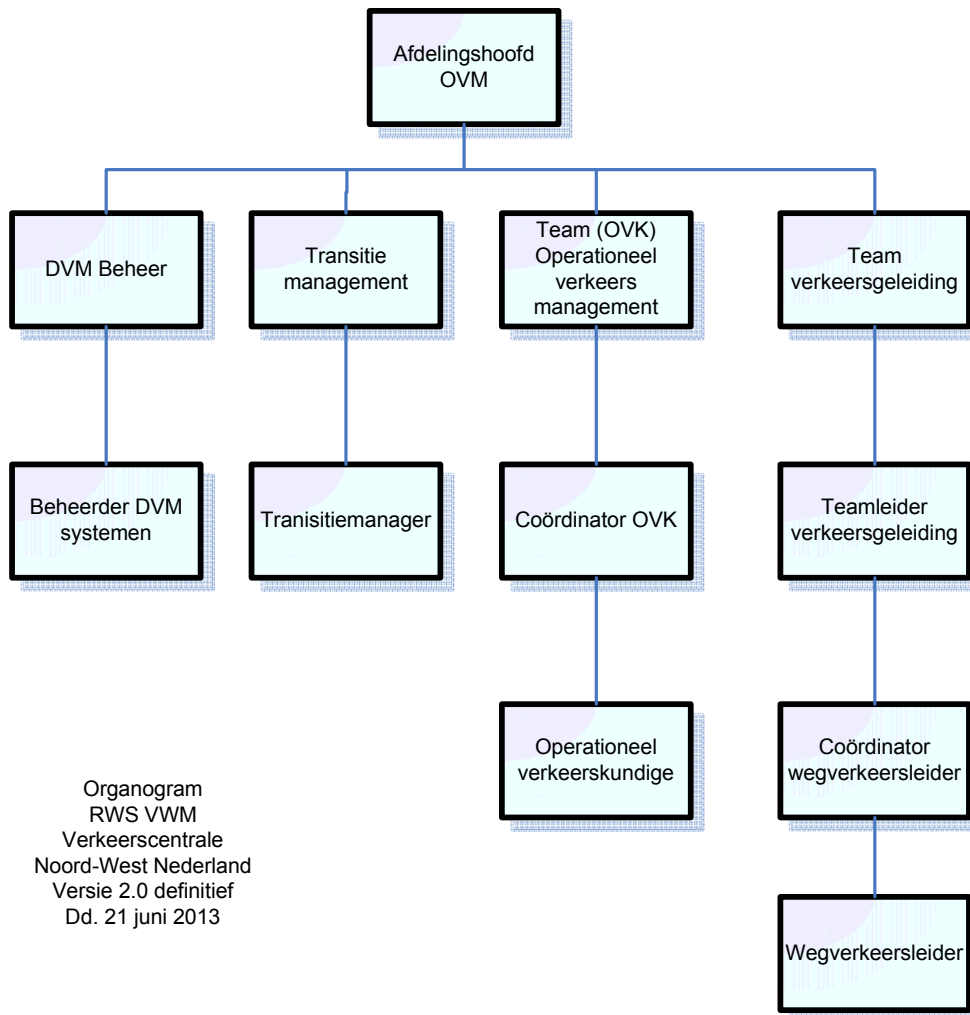 Afdelingshoofd
OVM
DVM Beheer
Transitie
management
Team (OVK)
Operationeel
verkeers
management
Team
verkeersgeleiding
Beheerder DVM
systemen
Tranisitiemanager
Coördinator OVK
Teamleider
verkeersgeleiding
Operationeel
verkeerskundige
Coördinator
wegverkeersleider
Organogram
RWS VWM
Verkeerscentrale
Noord-West Nederland
Versie 2.0 definitief
Dd. 21 juni 2013
Wegverkeersleider